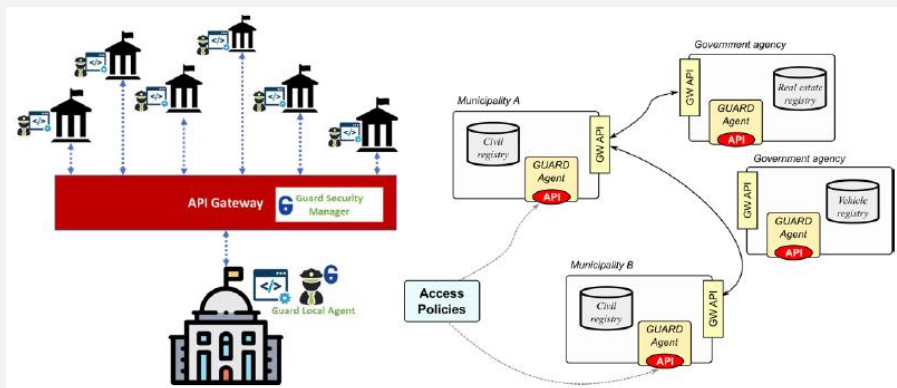 API Gateway
Guard Security
Manager
Guard Local Agent
Municipality A
Civil
registry
GUARD
Agent
API
GW API
Government agency
GW API
Real estate
registry
GUARD
Agent
API
Government agency
GW API
Vehicle
registry
GUARD
Agent
API
Access
Policies
Municipality B
Civil
registry
GUARD
Agent
API
GW API